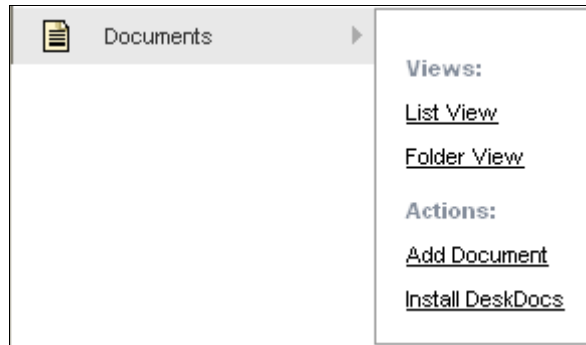 Documents
Views:
List View
Folder View
Actions:
Add Document
Install DeskDocs